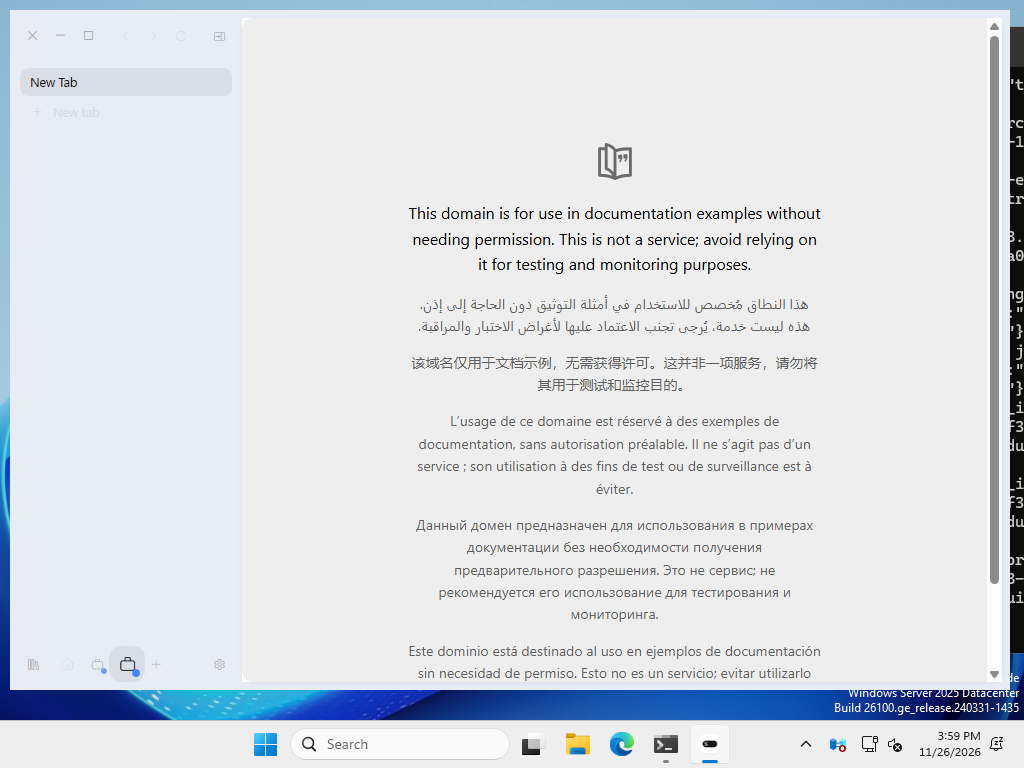 New Tab
New tab
This domain is for use in documentation examples without
needing permission. This is not a service; avoid relying on
it for testing and monitoring purposes.
هذا النطاق مُخصص للاستخدام في أمثلة التوثيق دون الحاجة إلى إذن.
هذه ليست خدمة، يُرجى تجنب الاعتماد عليها لأغراض الاختبار والمراقبة.
该域名仅用于文档示例，无需获得许可。这并非一项服务，请勿将
其用于测试和监控目的。
L’usage de ce domaine est réservé à des exemples de
documentation, sans autorisation préalable. Il ne s’agit pas d’un
service ; son utilisation à des fins de test ou de surveillance est à
éviter.
Данный домен предназначен для использования в примерах
документации без необходимости получения
предварительного разрешения. Это не сервис; не
рекомендуется его использование для тестирования и
мониторинга.
Este dominio está destinado al uso en ejemplos de documentación
sin necesidad de permiso. Esto no es un servicio; evitar utilizarlo
Windows Server 2025 Datacenter
Build 26100.ge_release.240331-1435
Search
3:59 PM
11/26/2026